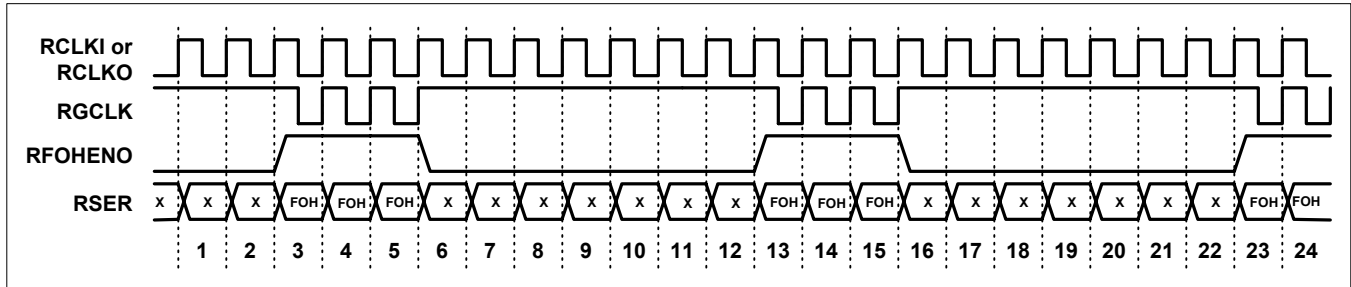 RCLKI or
RCLKO
RGCLK
RFOHENO
RSER
X X X FOH FOH FOH X X X X X X X FOH FOH FOH X X X X X X X FOH FOH
1 2 3 4 5 6 7 8 9 10 11 12 13 14 15 16 17 18 19 20 21 22 23 24